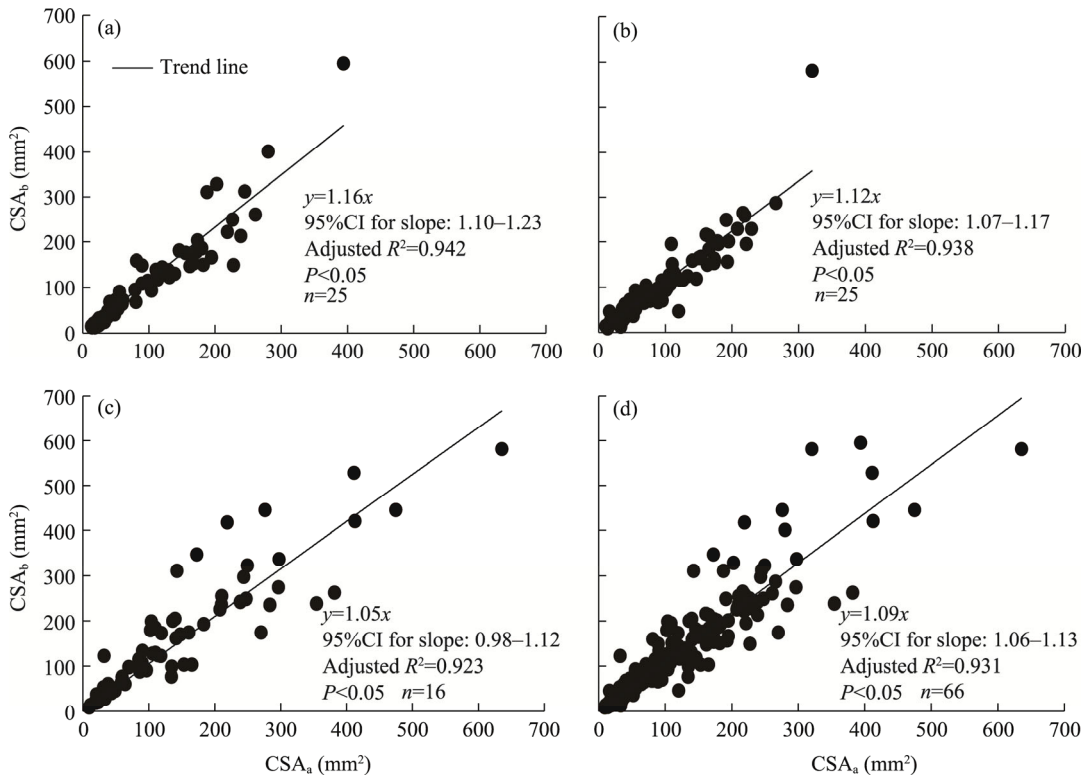 (a)
700
600
500
400
300
200
100
0
CSAb (mm²)
Trend line
y=1.16x
95%CI for slope: 1.10–1.23
Adjusted R²=0.942
P<0.05
n=25
0 100 200 300 400 500 600 700
(b)
y=1.12x
95%CI for slope: 1.07–1.17
Adjusted R²=0.938
P<0.05
n=25
0 100 200 300 400 500 600 700
(c)
700
600
500
400
300
200
100
0
CSAb (mm²)
y=1.05x
95%CI for slope: 0.98–1.12
Adjusted R²=0.923
P<0.05 n=16
0 100 200 300 400 500 600 700
CSAa (mm²)
(d)
y=1.09x
95%CI for slope: 1.06–1.13
Adjusted R²=0.931
P<0.05 n=66
0 100 200 300 400 500 600 700
CSAa (mm²)